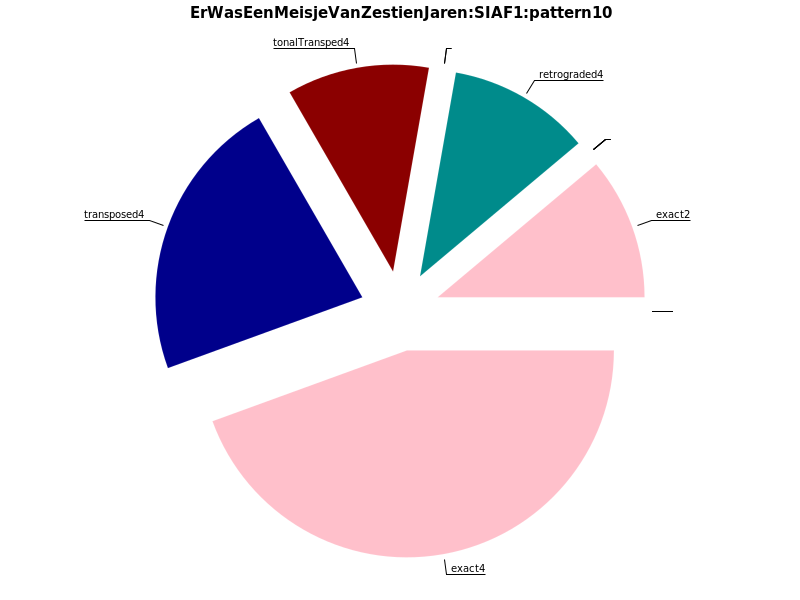 ErWasEenMeisjeVanZestienJaren:SIAF1:pattern10
tonalTransped4
retrograded4
transposed4
exact2
exact4